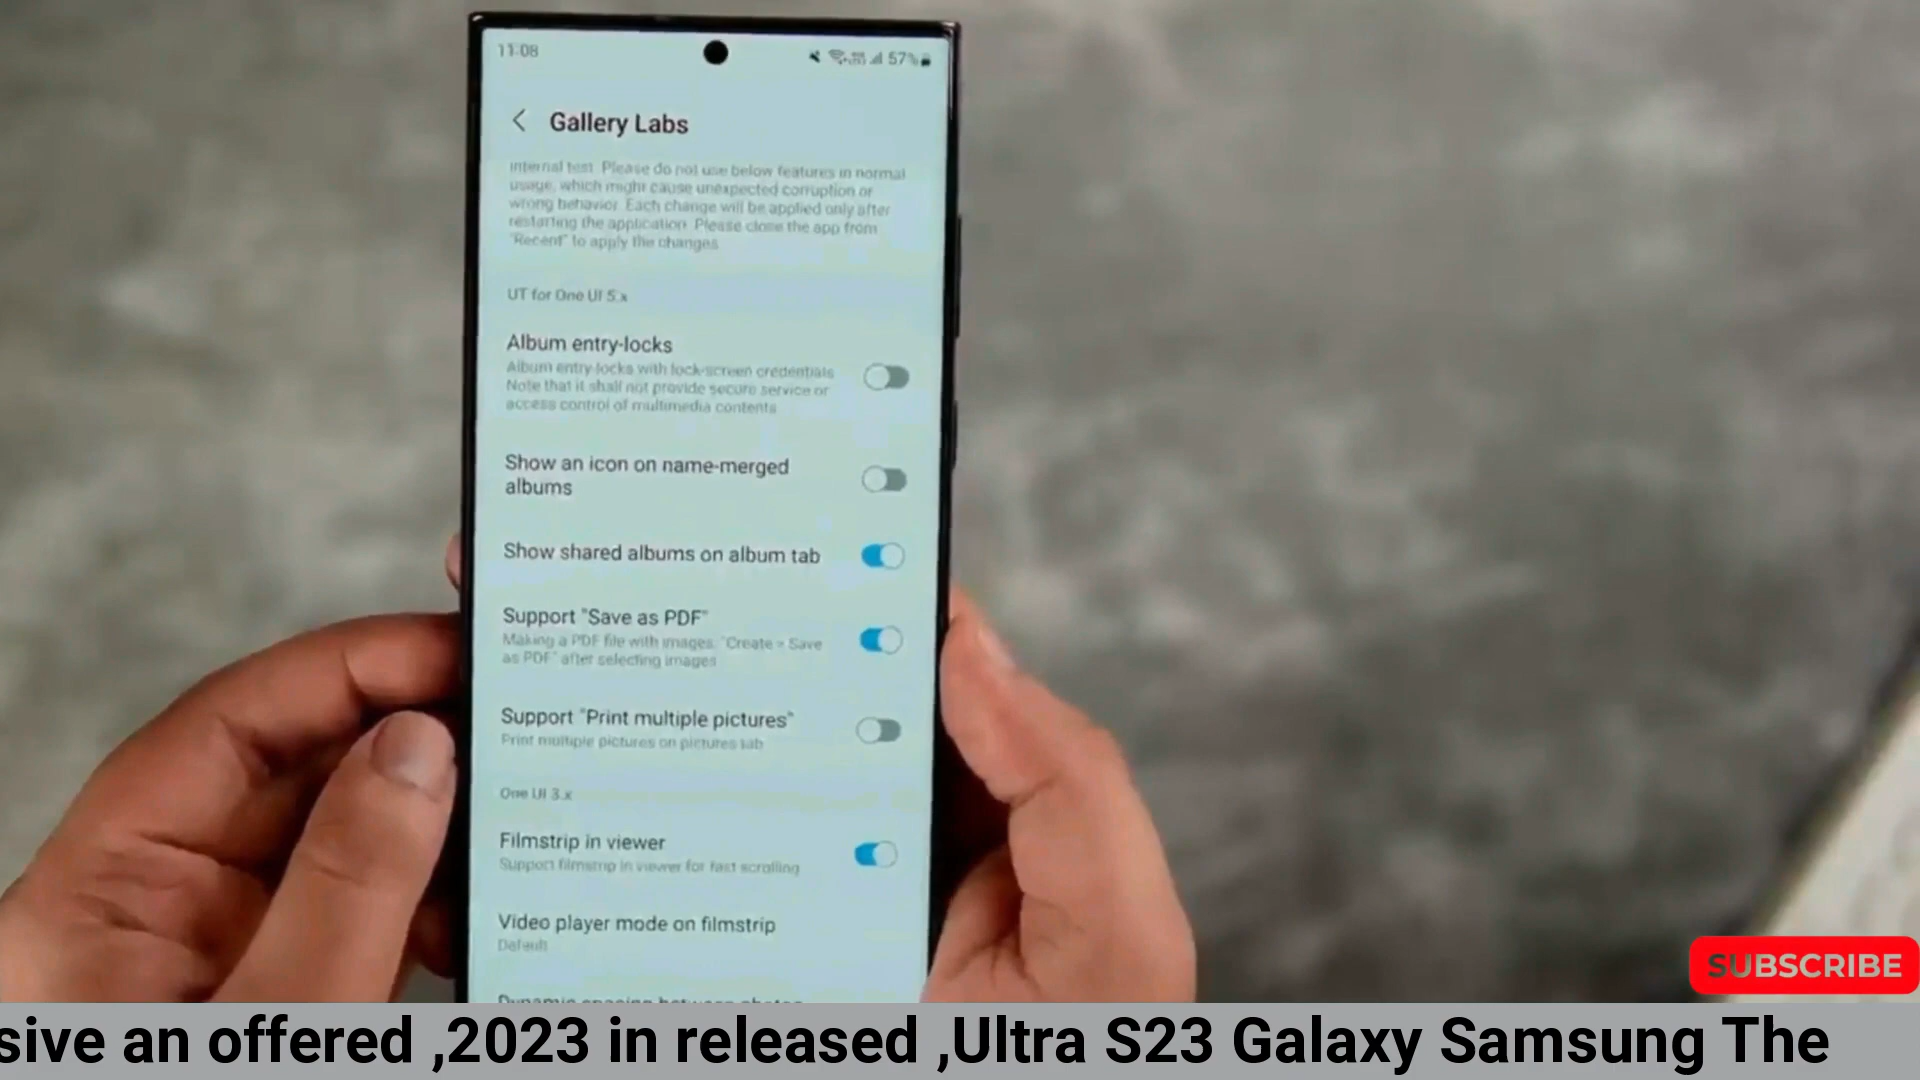 11:08
57%
Gallery Labs
internal test. Please do not use below features in normal
usage, which might cause unexpected corruption or
wrong behavior. Each change will be applied only after
restarting the application. Please close the app from
"Recent" to apply the changes
UT for One UI 5.x
Album entry-locks
Album entry-locks with lock-screen credentials
Note that it shall not provide secure service or
access control of multimedia contents
Show an icon on name-merged
albums
Show shared albums on album tab
Support "Save as PDF"
Making a PDF file with images. "Create > Save
as PDF" after selecting images
Support "Print multiple pictures"
Print multiple pictures on pictures tab
One UI 3.x
Filmstrip in viewer
Support filmstrip in viewer for fast scrolling
Video player mode on filmstrip
Default
Dynamic spacing between photos
SUBSCRIBE
sive an offered ,2023 in released ,Ultra S23 Galaxy Samsung The